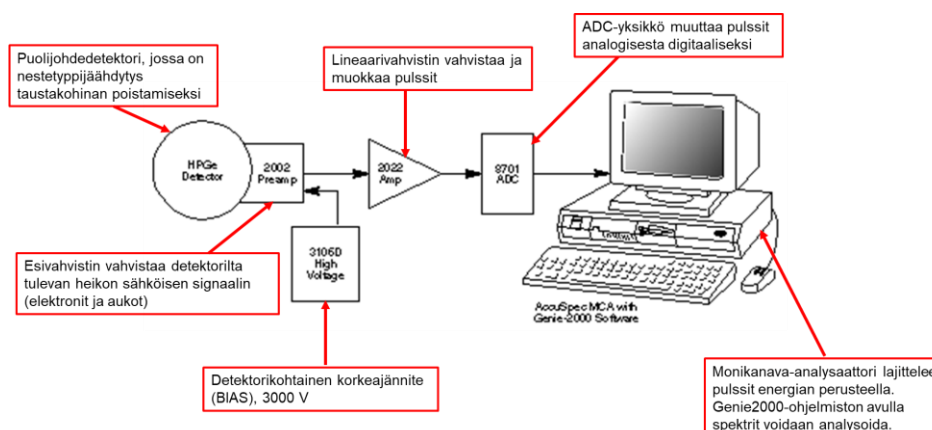 ADC-yksikkö muuttaa pulssit
analogisesta digitaaliseksi
Puolijohdedetektori, jossa on
nestetyppijäähdytys
taustakohinan poistamiseksi
Lineaarivahvistin vahvistaa ja
muokkaa pulssit
HPGe
Detector
2002
Preamp
2022
Amp
8701
ADC
3106D
High
Voltage
Esivahvistin vahvistaa detektorilta
tulevan heikon sähköisen signaalin
(elektronit ja aukot)
AccuSpec MCA with
Genie-2000 Software
Detektorikohtainen korkeajännite
(BIAS), 3000 V
Monikanava-analysaattori lajittelee
pulssit energian perusteella.
Genie2000-ohjelmiston avulla
spektrit voidaan analysoida.